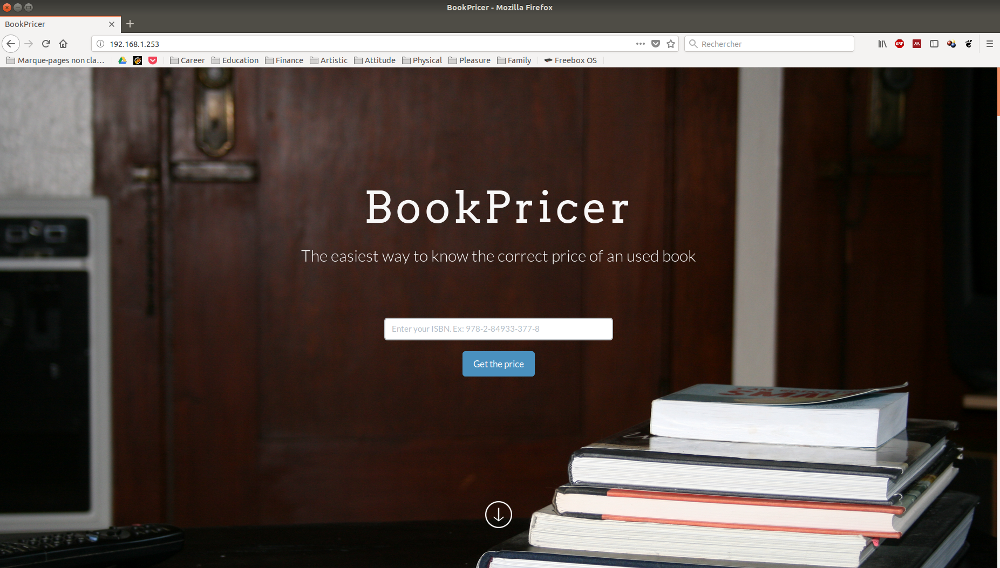 BookPricer - Mozilla Firefox
BookPricer
192.168.1.253
Rechercher
Marque-pages non cla… Career Education Finance Artistic Attitude Physical Pleasure Family Freebox OS
BookPricer
The easiest way to know the correct price of an used book
Enter your ISBN. Ex: 978-2-84933-377-8
Get the price